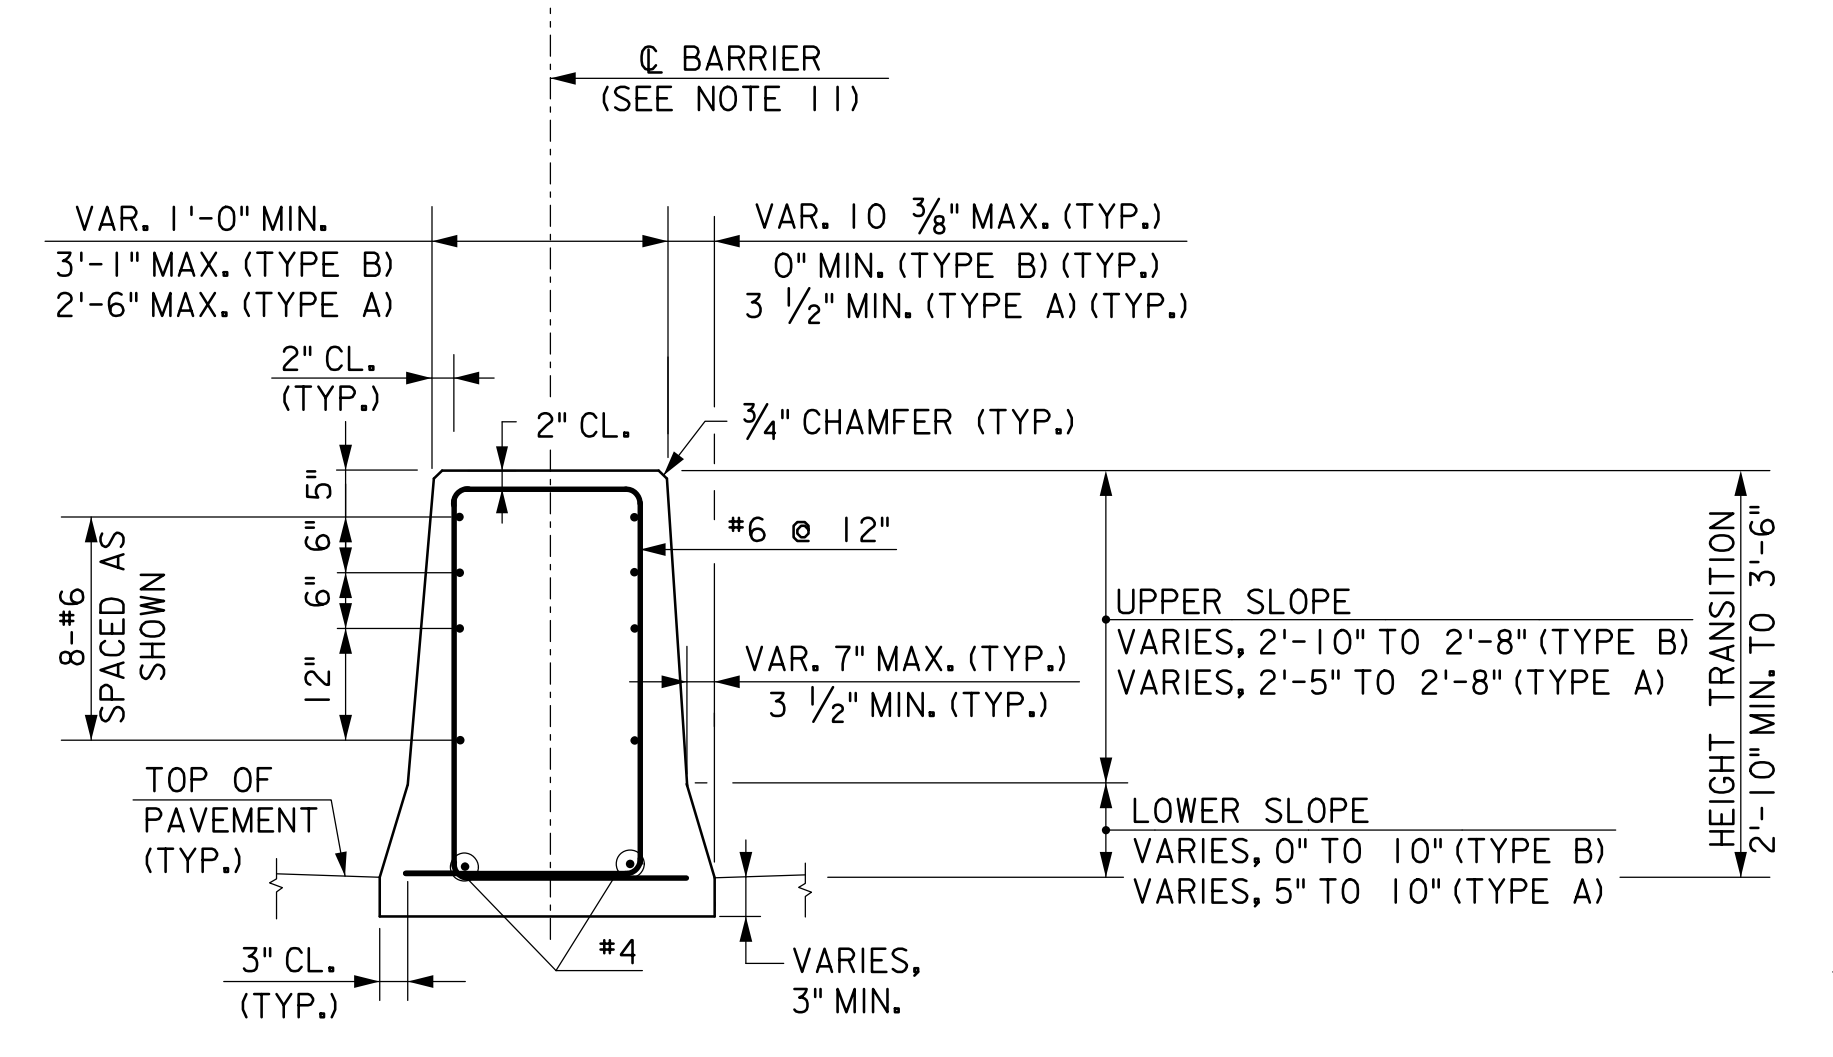 ℄ BARRIER
(SEE NOTE 11)
VAR. 1'-0" MIN.
3'-1" MAX. (TYPE B)
2'-6" MAX. (TYPE A)
VAR. 10 3/8" MAX. (TYP.)
0" MIN. (TYPE B) (TYP.)
3 1/2" MIN. (TYPE A) (TYP.)
2" CL.
(TYP.)
2" CL.
3/4" CHAMFER (TYP.)
5"
6"
6"
12"
8-#6
SPACED AS
SHOWN
#6 @ 12"
UPPER SLOPE
VARIES, 2'-10" TO 2'-8" (TYPE B)
VARIES, 2'-5" TO 2'-8" (TYPE A)
HEIGHT TRANSITION
2'-10" MIN. TO 3'-6"
VAR. 7" MAX. (TYP.)
3 1/2" MIN. (TYP.)
TOP OF
PAVEMENT
(TYP.)
LOWER SLOPE
VARIES, 0" TO 10" (TYPE B)
VARIES, 5" TO 10" (TYPE A)
3" CL.
(TYP.)
#4
VARIES,
3" MIN.